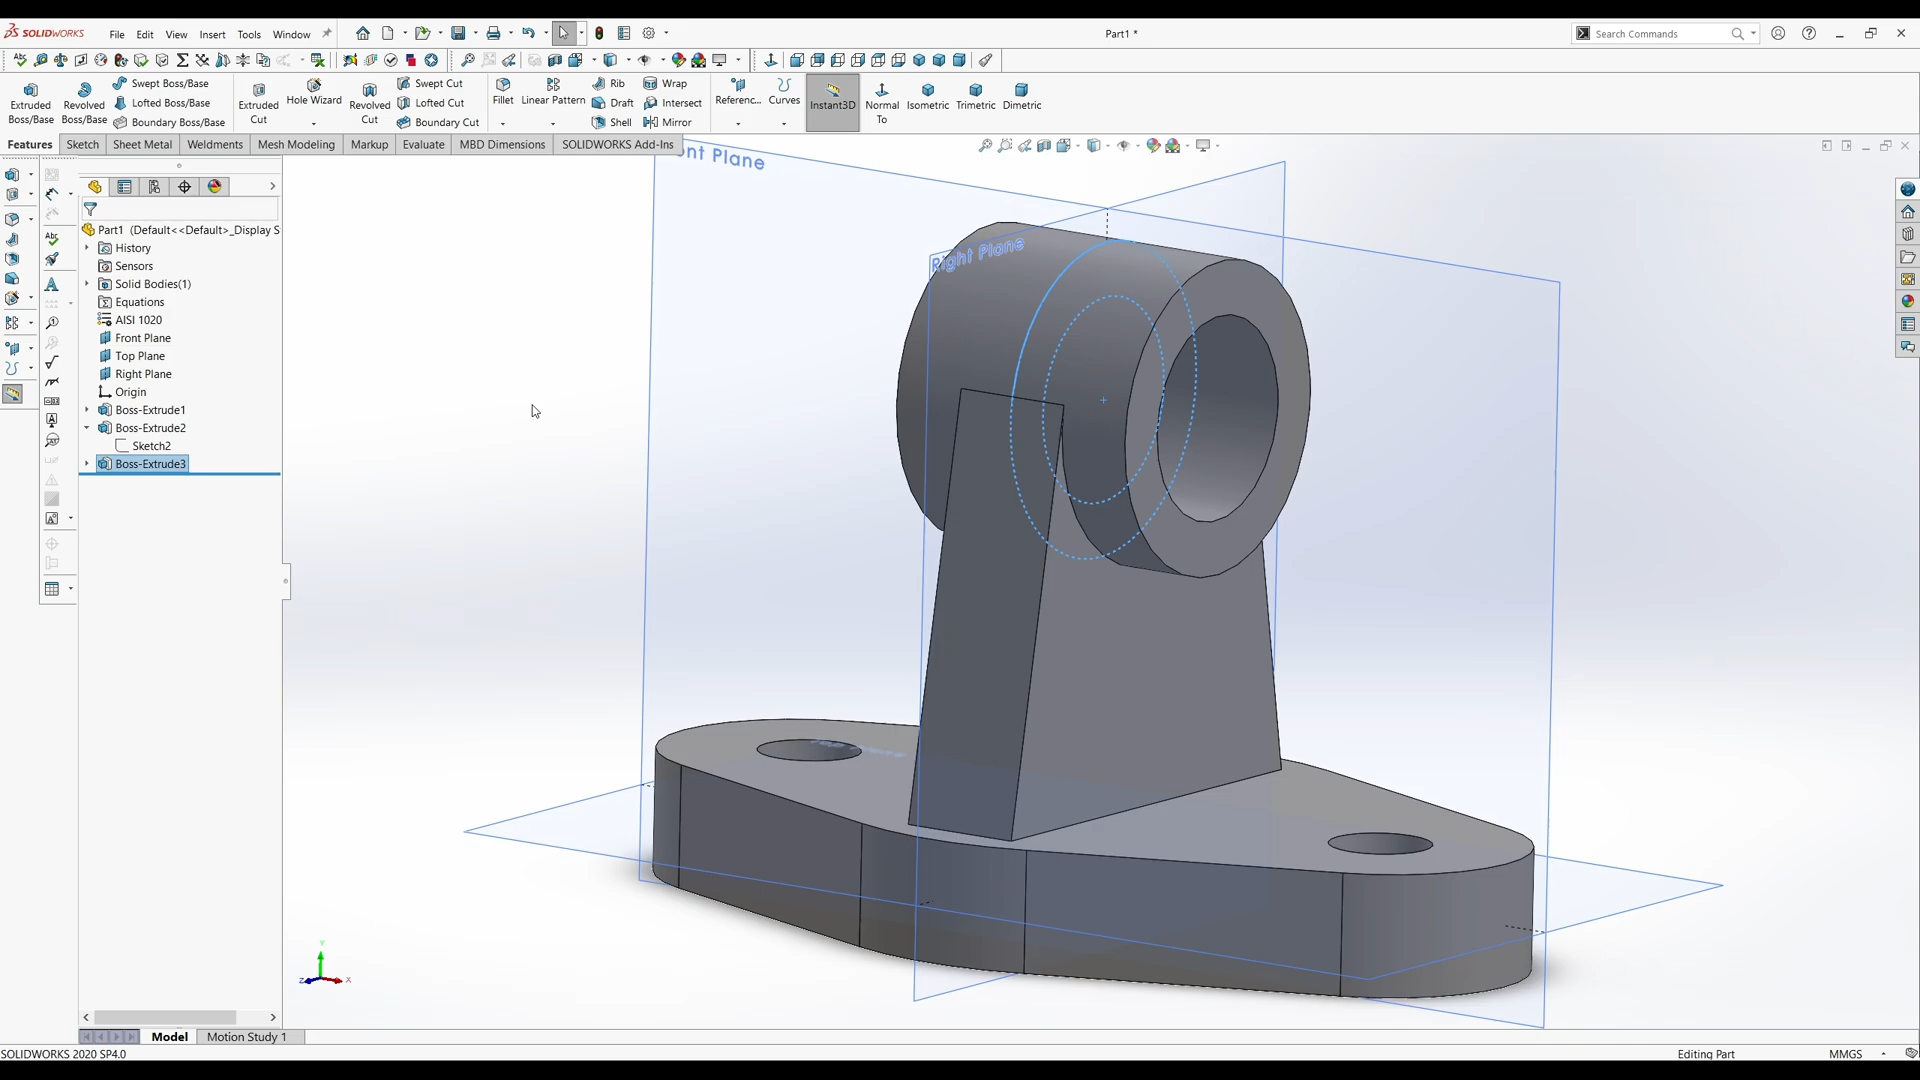 SOLIDWORKS File Edit View Insert Tools Window
Part1 *
Search Commands
Extruded Boss/Base
Revolved Boss/Base
Swept Boss/Base
Lofted Boss/Base
Boundary Boss/Base
Extruded Cut
Hole Wizard
Revolved Cut
Swept Cut
Lofted Cut
Boundary Cut
Fillet
Linear Pattern
Rib
Draft
Shell
Wrap
Intersect
Mirror
Referenc...
Curves
Instant3D
Normal To
Isometric
Trimetric
Dimetric
Features Sketch Sheet Metal Weldments Mesh Modeling Markup Evaluate MBD Dimensions SOLIDWORKS Add-Ins
Part1 (Default<<Default>_Display S
History
Sensors
Solid Bodies(1)
Equations
AISI 1020
Front Plane
Top Plane
Right Plane
Origin
Boss-Extrude1
Boss-Extrude2
Sketch2
Boss-Extrude3
nt Plane
Right Plane
Y
Z
X
Model Motion Study 1
SOLIDWORKS 2020 SP4.0
Editing Part
MMGS